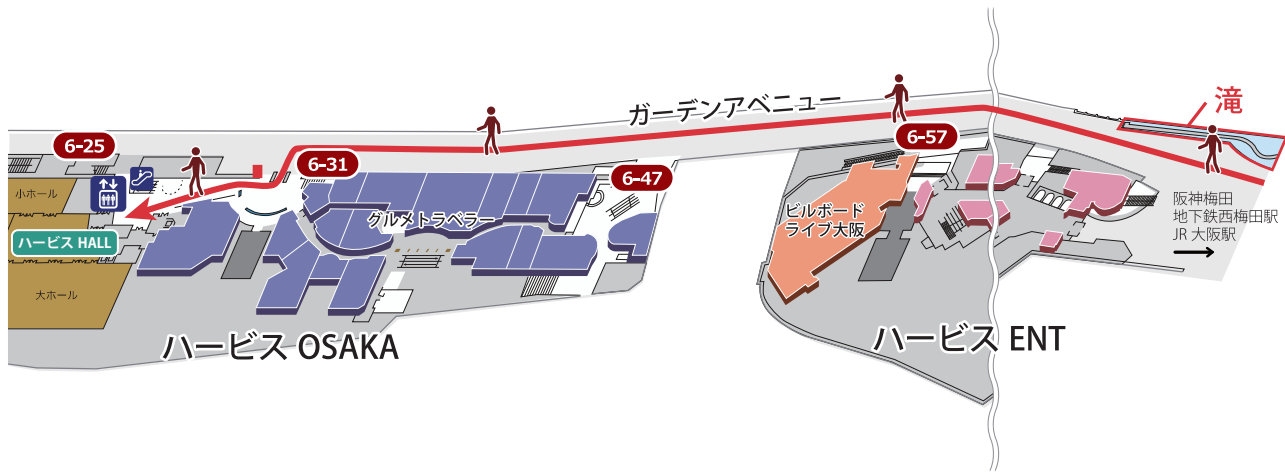 滝
ガーデンアベニュー
6-25
6-31
6-47
6-57
小ホール
ハービス HALL
大ホール
グルメトラベラー
ビルボード
ライブ大阪
阪神梅田
地下鉄西梅田駅
JR 大阪駅
ハービス OSAKA
ハービス ENT